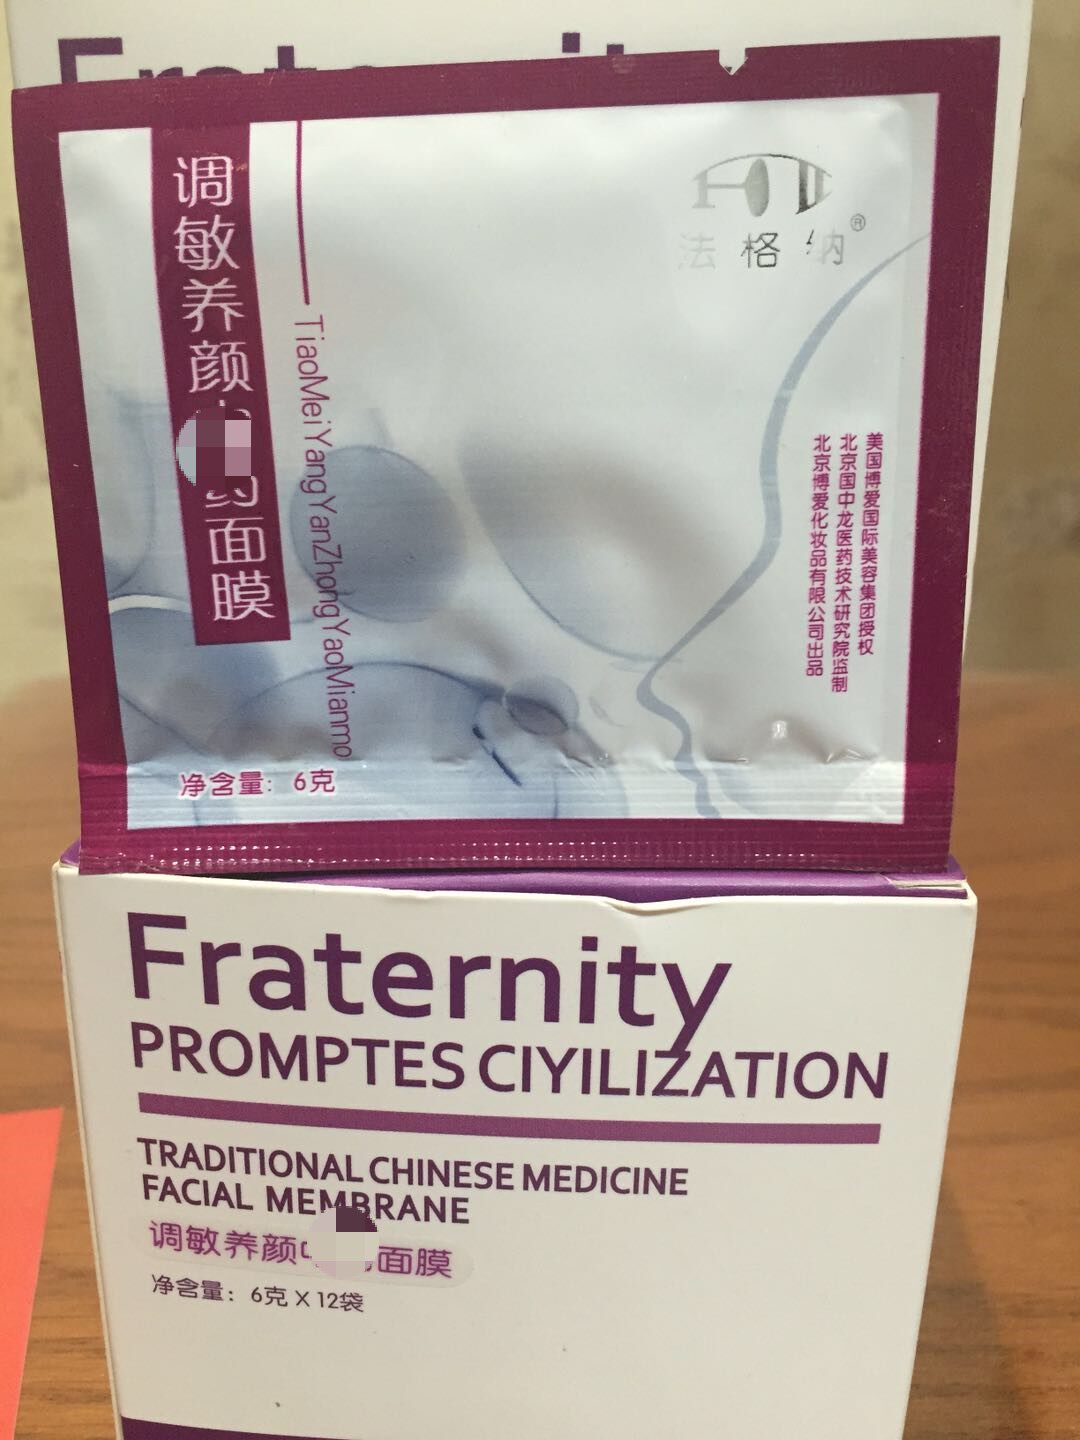 法格纳®
调敏养颜
面膜
TiaoMeiYangYanZhongYaoMianmo
美国博爱国际美容集团授权
北京国中龙医药技术研究院监制
北京博爱化妆品有限公司出品
净含量：6克
Fraternity
PROMPTES CIYILIZATION
TRADITIONAL CHINESE MEDICINE
FACIAL MEMBRANE
调敏养颜 面膜
净含量：6克 X 12袋